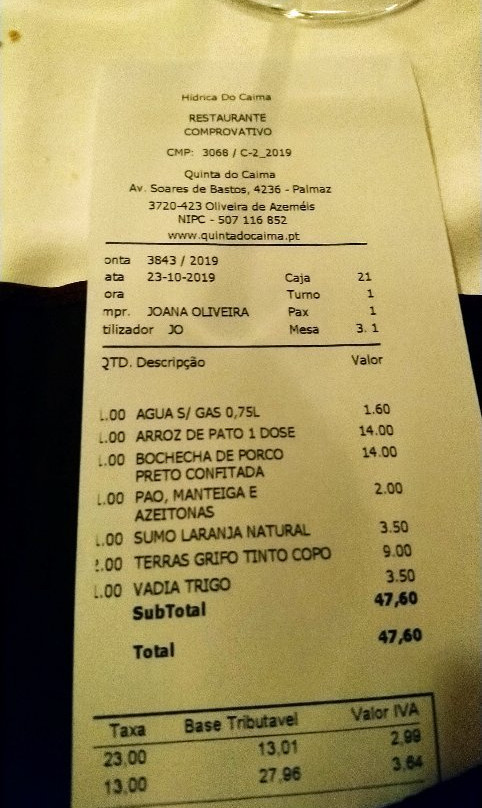 Hidrica Do Caima
RESTAURANTE
COMPROVATIVO
CMP: 3068 / C-2_2019
Quinta do Caima
Av. Soares de Bastos, 4236 - Palmaz
3720-423 Oliveira de Azeméis
NIPC - 507 116 852
www.quintadocaima.pt
onta 3843 / 2019
ata 23-10-2019 Caja 21
ora Turno 1
mpr. JOANA OLIVEIRA Pax 1
tilizador JO Mesa 3. 1
QTD. Descripção Valor
1.00 AGUA S/ GAS 0,75L 1.60
1.00 ARROZ DE PATO 1 DOSE 14.00
1.00 BOCHECHA DE PORCO 14.00
PRETO CONFITADA
1.00 PAO, MANTEIGA E 2.00
AZEITONAS
1.00 SUMO LARANJA NATURAL 3.50
2.00 TERRAS GRIFO TINTO COPO 9.00
1.00 VADIA TRIGO 3.50
SubTotal 47,60
Total 47,60
Taxa Base Tributavel Valor IVA
23,00 13,01 2,99
13,00 27,96 3,64